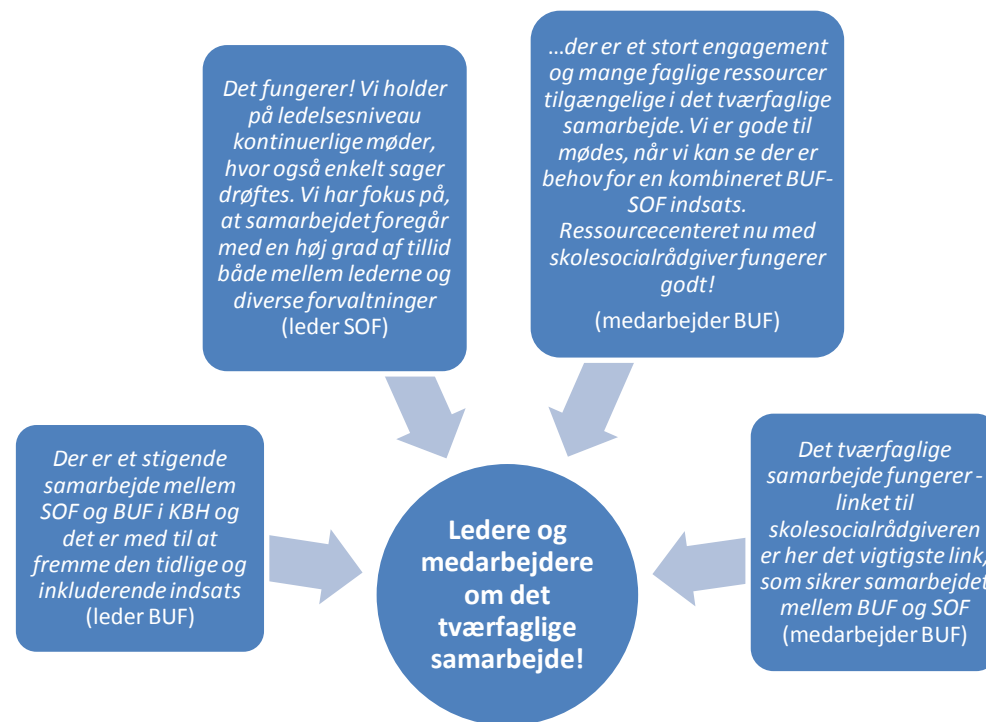 Det fungerer! Vi holder
på ledelsesniveau
kontinuerlige møder,
hvor også enkelt sager
drøftes. Vi har fokus på,
at samarbejdet foregår
med en høj grad af tillid
både mellem lederne og
diverse forvaltninger
(leder SOF)
...der er et stort engagement
og mange faglige ressourcer
tilgængelige i det tværfaglige
samarbejde. Vi er gode til
mødes, når vi kan se der er
behov for en kombineret BUF-
SOF indsats.
Ressourcecenteret nu med
skolesocialrådgiver fungerer
godt!
(medarbejder BUF)
Der er et stigende
samarbejde mellem
SOF og BUF i KBH og
det er med til at
fremme den tidlige og
inkluderende indsats
(leder BUF)
Ledere og
medarbejdere
om det
tværfaglige
samarbejde!
Det tværfaglige
samarbejde fungerer -
linket til
skolesocialrådgiveren
er her det vigtigste link,
som sikrer samarbejdet
mellem BUF og SOF
(medarbejder BUF)